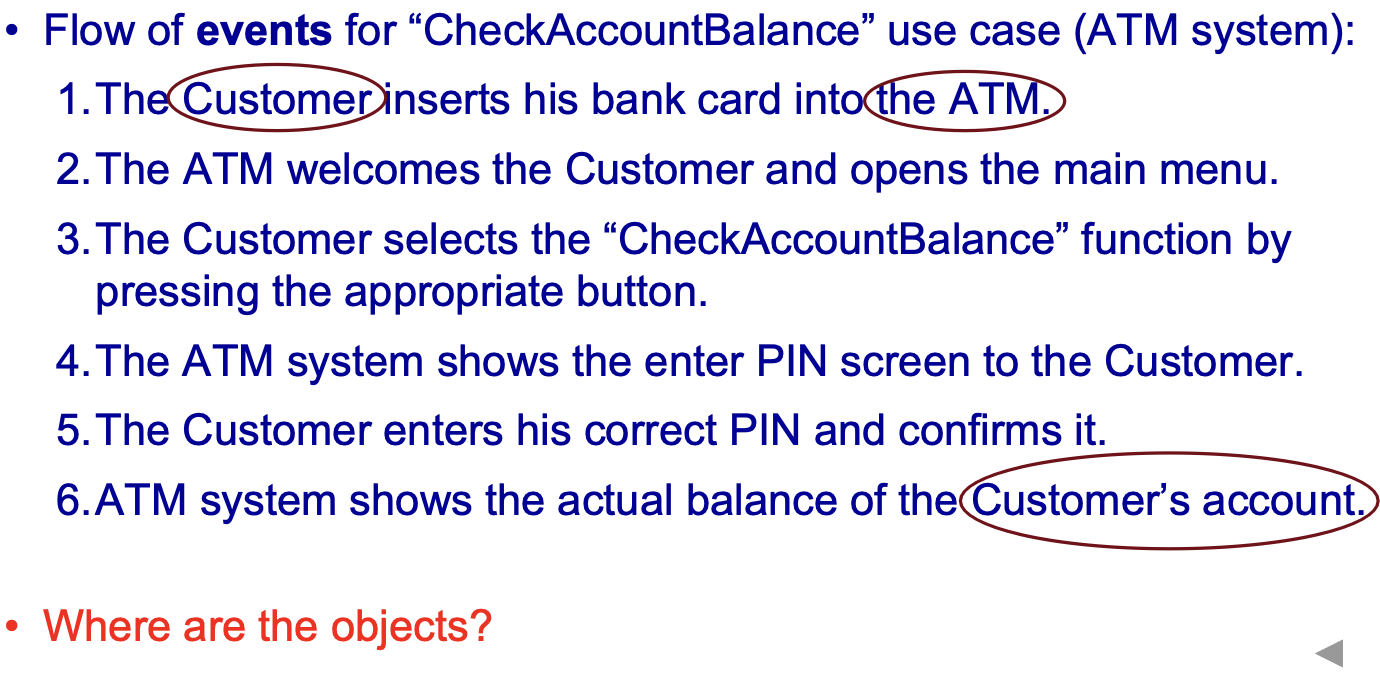 • Flow of events for “CheckAccountBalance” use case (ATM system):
1. The Customer inserts his bank card into the ATM.
2. The ATM welcomes the Customer and opens the main menu.
3. The Customer selects the “CheckAccountBalance” function by
pressing the appropriate button.
4. The ATM system shows the enter PIN screen to the Customer.
5. The Customer enters his correct PIN and confirms it.
6. ATM system shows the actual balance of the Customer’s account.
• Where are the objects?